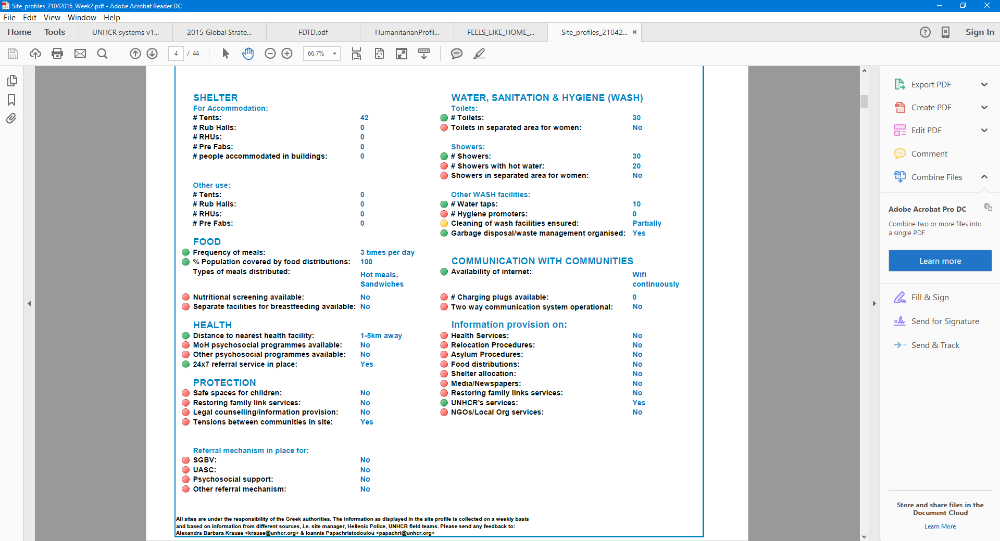 Site_profiles_21042016_Week2.pdf - Adobe Acrobat Reader DC
File Edit View Window Help
Home Tools UNHCR systems v1... 2015 Global Strate... FDTD.pdf HumanitarianProfil... FEELS_LIKE_HOME_... Site_profiles_21042... × Sign In
4 / 44 66.7%
SHELTER
For Accommodation:
# Tents: 42
# Rub Halls: 0
# RHUs: 0
# Pre Fabs: 0
# people accommodated in buildings: 0
Other use:
# Tents: 0
# Rub Halls: 0
# RHUs: 0
# Pre Fabs: 0
FOOD
Frequency of meals: 3 times per day
% Population covered by food distributions: 100
Types of meals distributed: Hot meals,
Sandwiches
Nutritional screening available: No
Separate facilities for breastfeeding available: No
HEALTH
Distance to nearest health facility: 1-5km away
MoH psychosocial programmes available: No
Other psychosocial programmes available: No
24x7 referral service in place: Yes
PROTECTION
Safe spaces for children: No
Restoring family link services: No
Legal counselling/information provision: No
Tensions between communities in site: Yes
Referral mechanism in place for:
SGBV: No
UASC: No
Psychosocial support: No
Other referral mechanism: No
WATER, SANITATION & HYGIENE (WASH)
Toilets:
# Toilets: 30
Toilets in separated area for women: No
Showers:
# Showers: 30
# Showers with hot water: 20
Showers in separated area for women: No
Other WASH facilities:
# Water taps: 10
# Hygiene promoters: 0
Cleaning of wash facilities ensured: Partially
Garbage disposal/waste management organised: Yes
COMMUNICATION WITH COMMUNITIES
Availability of internet: Wifi
continuously
# Charging plugs available: 0
Two way communication system operational: No
Information provision on:
Health Services: No
Relocation Procedures: No
Asylum Procedures: No
Food distributions: No
Shelter allocation: No
Media/Newspapers: No
Restoring family links services: No
UNHCR's services: Yes
NGOs/Local Org services: No
All sites are under the responsibility of the Greek authorities. The information as displayed in the site profile is collected on a weekly basis
and based on information from different sources, i.e. site manager, Hellenic Police, UNHCR field teams. Please send any feedback to:
Alexandra Barbara Krause <krause@unhcr.org> & Ioannis Papachristodoulou <papachri@unhcr.org>
Export PDF
Create PDF
Edit PDF
Comment
Combine Files
Adobe Acrobat Pro DC
Combine two or more files into
a single PDF
Learn more
Fill & Sign
Send for Signature
Send & Track
Store and share files in the
Document Cloud
Learn More